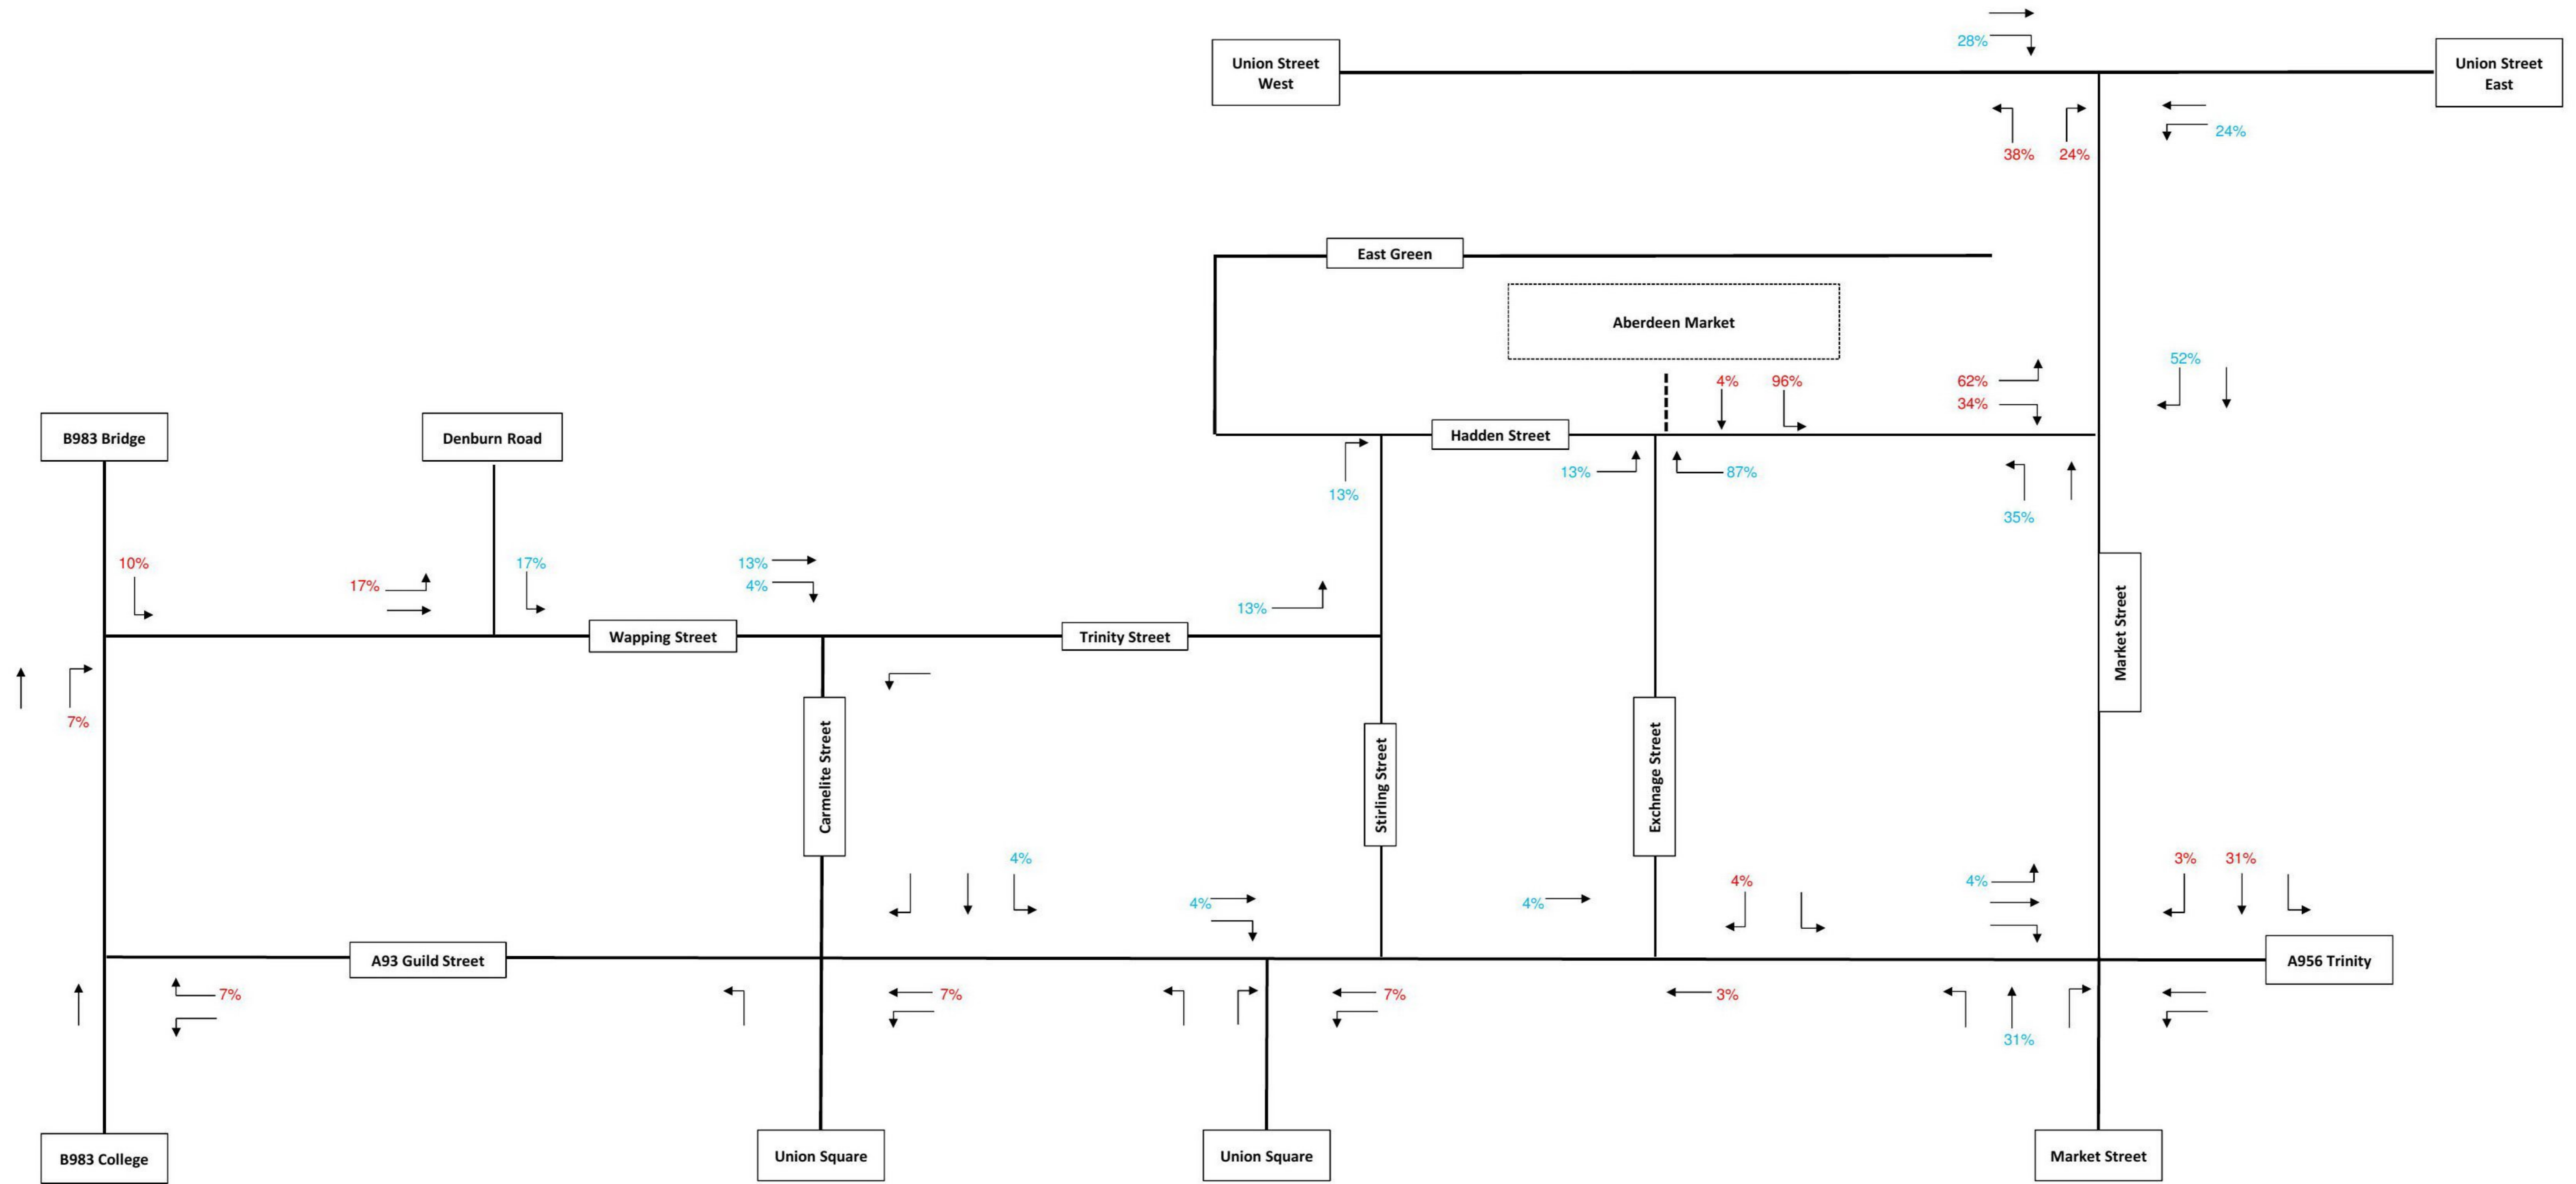 28%
Union Street
West
Union Street
East
24%
38%
24%
East Green
Aberdeen Market
52%
4%
96%
62%
34%
B983 Bridge
Denburn Road
Hadden Street
13%
87%
13%
35%
10%
17%
17%
13%
4%
13%
Wapping Street
Trinity Street
Market Street
7%
Carmelite Street
Stirling Street
Exchnage Street
4%
4%
4%
4%
4%
3%
31%
A93 Guild Street
A956 Trinity
7%
7%
7%
3%
31%
B983 College
Union Square
Union Square
Market Street